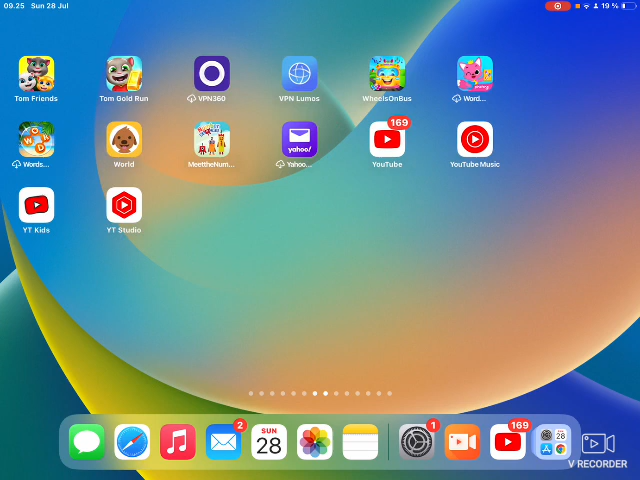 09.25 Sun 28 Jul
19 %
Tom Friends
Tom Gold Run
VPN360
VPN Lumos
WheelsOnBus
Word...
Words...
World
MeettheNum...
yahoo!
Yahoo...
169
YouTube
YouTube Music
YT Kids
YT Studio
2
SUN
28
1
169
28
V RECORDER